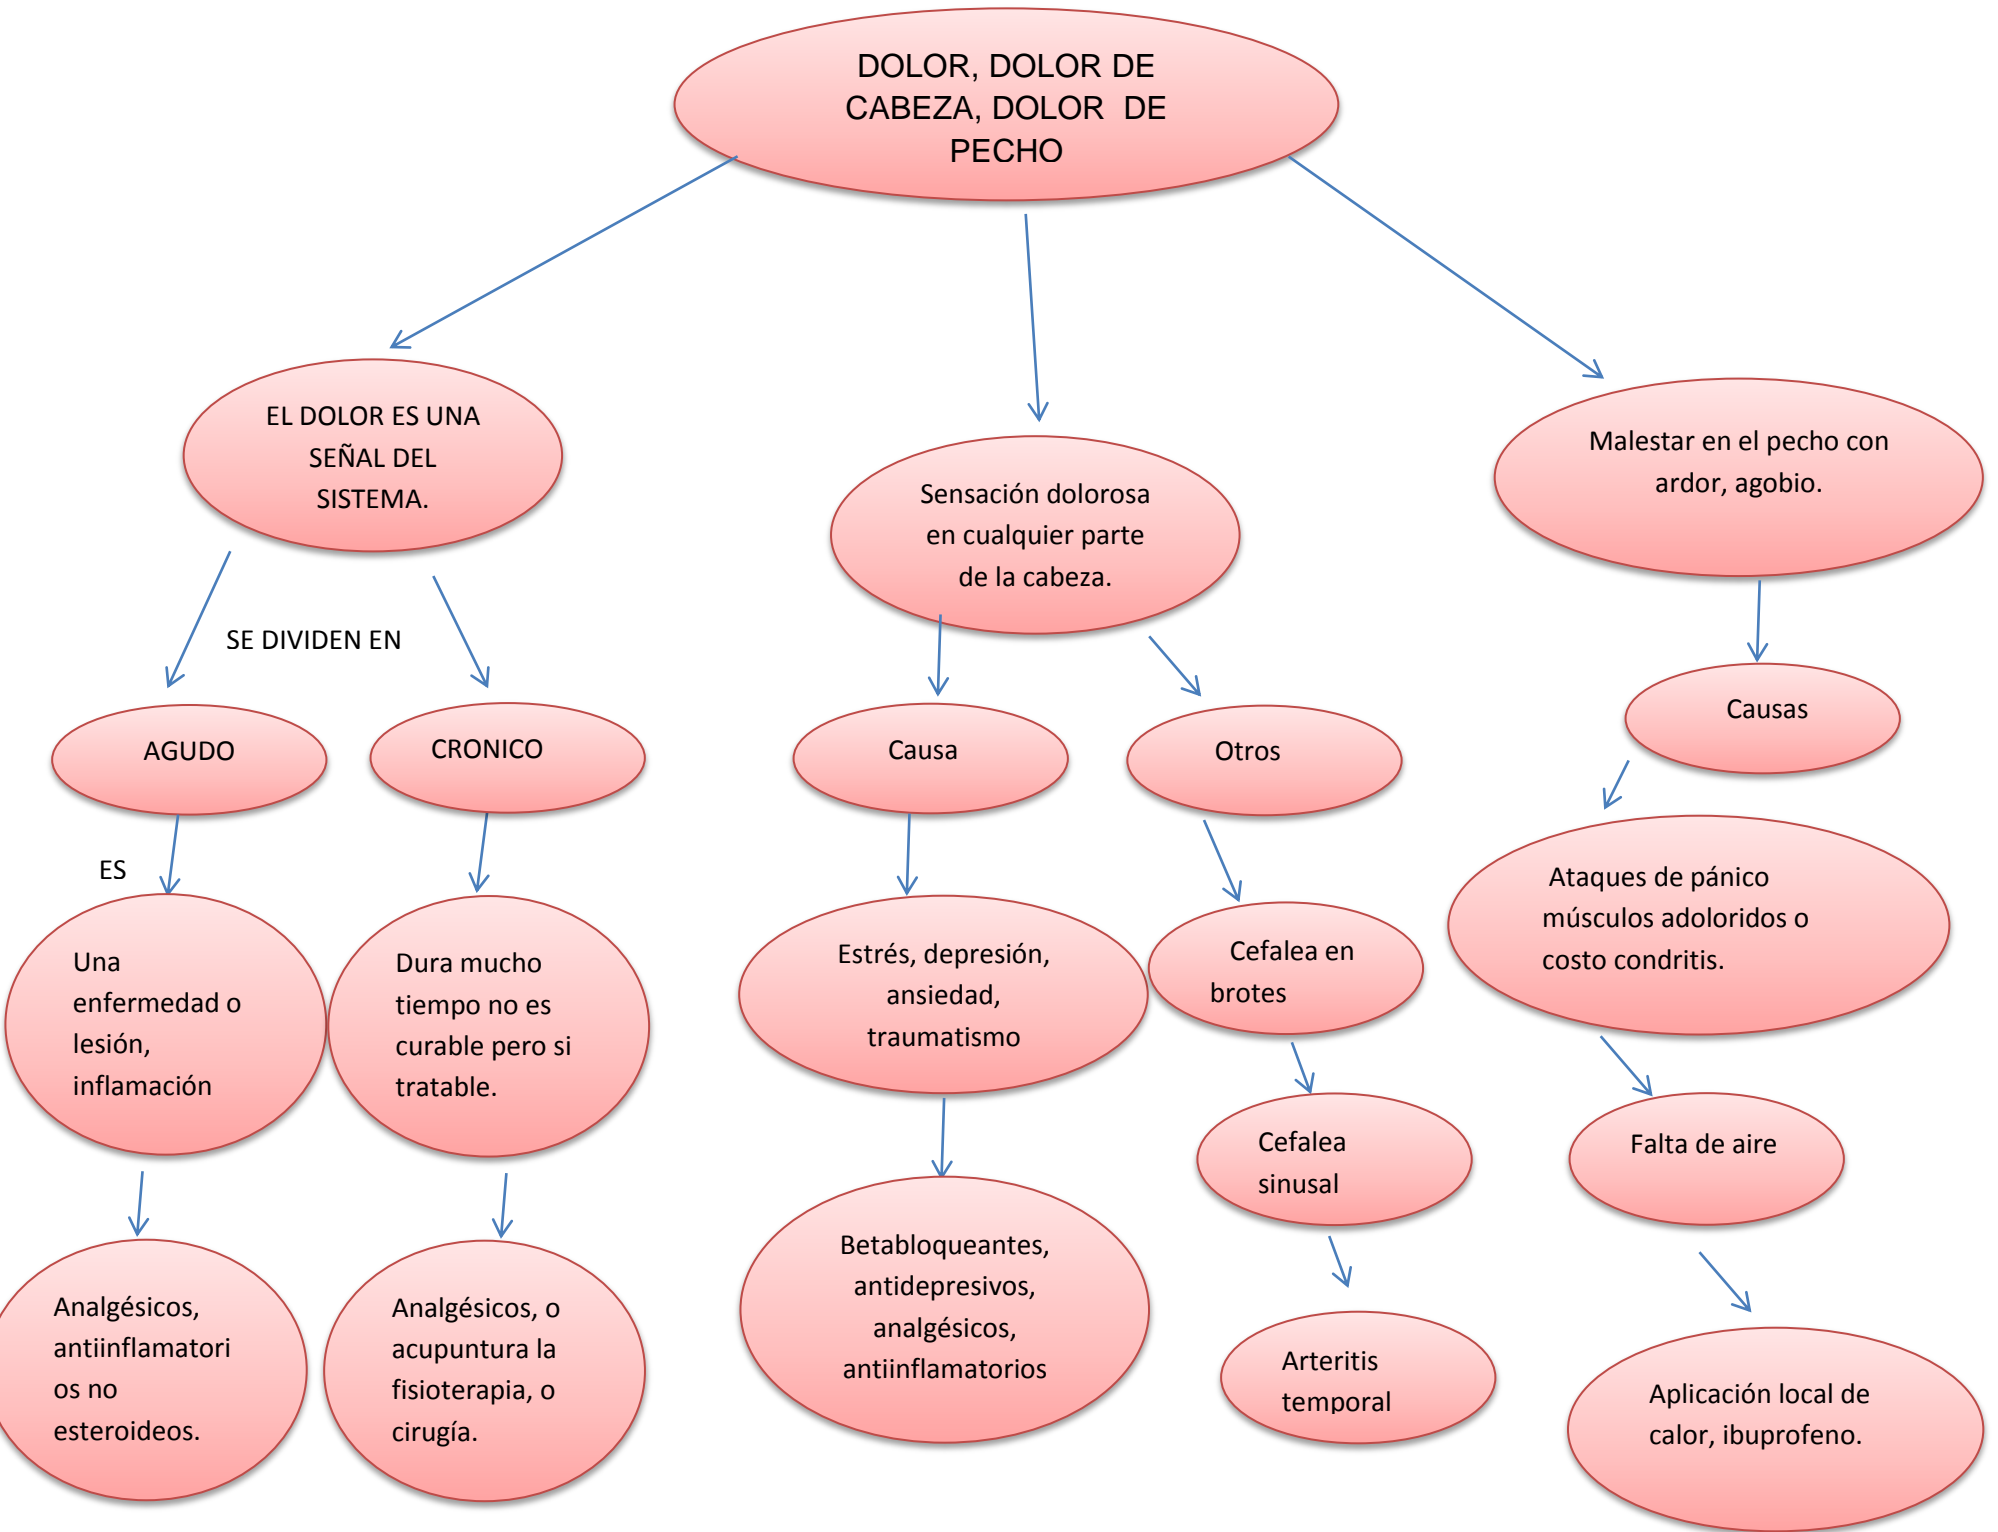 DOLOR, DOLOR DE
CABEZA, DOLOR DE
PECHO
EL DOLOR ES UNA
SEÑAL DEL
SISTEMA.
SE DIVIDEN EN
AGUDO
CRONICO
ES
Una
enfermedad o
lesión,
inflamación
Dura mucho
tiempo no es
curable pero si
tratable.
Analgésicos,
antiinflamatori
os no
esteroideos.
Analgésicos, o
acupuntura la
fisioterapia, o
cirugía.
Sensación dolorosa
en cualquier parte
de la cabeza.
Causa
Otros
Estrés, depresión,
ansiedad,
traumatismo
Betabloqueantes,
antidepresivos,
analgésicos,
antiinflamatorios
Cefalea en
brotes
Cefalea
sinusal
Arteritis
temporal
Malestar en el pecho con
ardor, agobio.
Causas
Ataques de pánico
músculos adoloridos o
costo condritis.
Falta de aire
Aplicación local de
calor, ibuprofeno.